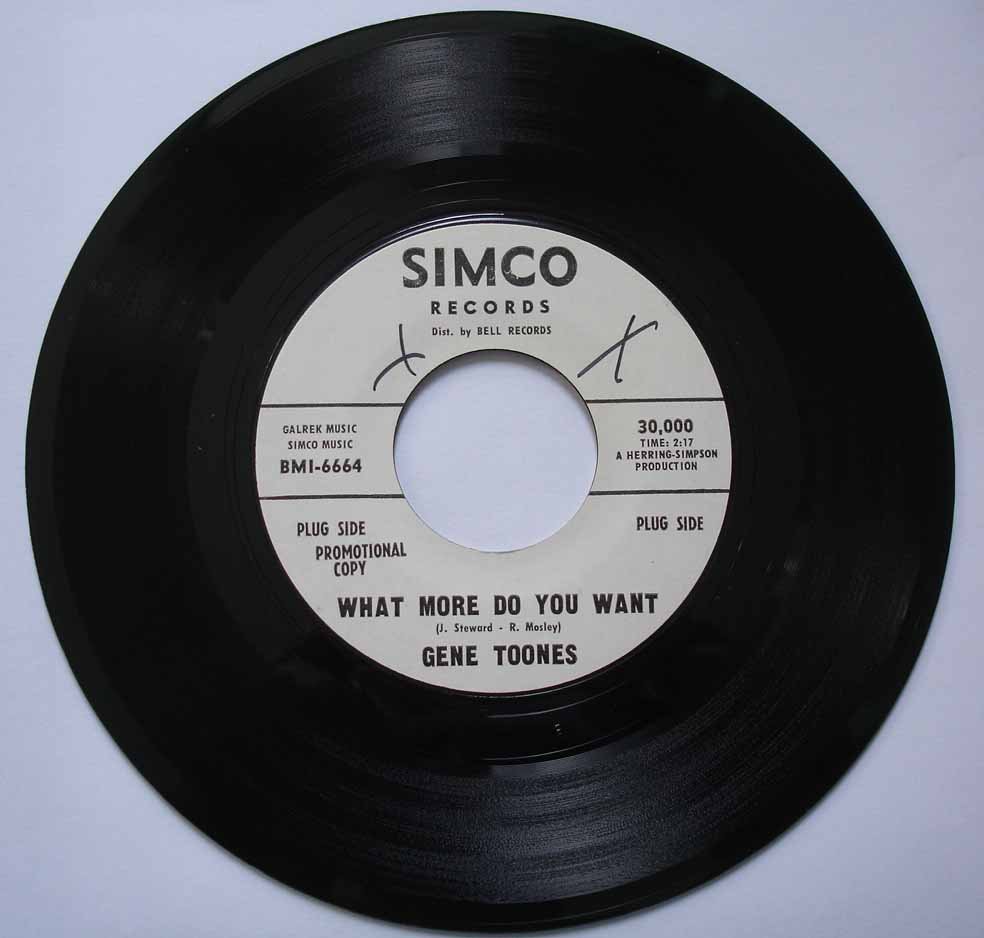 SIMCO
RECORDS
Dist. by BELL RECORDS
X X
GALREK MUSIC
SIMCO MUSIC
BMI-6664
30,000
TIME: 2:17
A HERRING-SIMPSON
PRODUCTION
PLUG SIDE
PROMOTIONAL
COPY
PLUG SIDE
WHAT MORE DO YOU WANT
(J. Steward - R. Mosley)
GENE TOONES